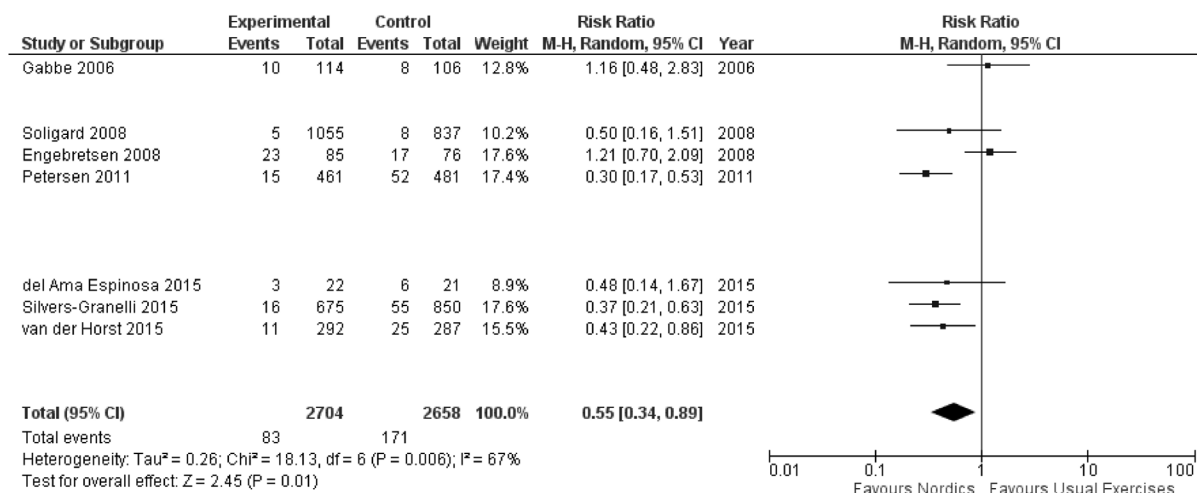 Experimental Control Risk Ratio Risk Ratio
Study or Subgroup Events Total Events Total Weight M-H, Random, 95% CI Year M-H, Random, 95% CI
Gabbe 2006 10 114 8 106 12.8% 1.16 [0.48, 2.83] 2006
Soligard 2008 5 1055 8 837 10.2% 0.50 [0.16, 1.51] 2008
Engebretsen 2008 23 85 17 76 17.6% 1.21 [0.70, 2.09] 2008
Petersen 2011 15 461 52 481 17.4% 0.30 [0.17, 0.53] 2011
del Ama Espinosa 2015 3 22 6 21 8.9% 0.48 [0.14, 1.67] 2015
Silvers-Granelli 2015 16 675 55 850 17.6% 0.37 [0.21, 0.63] 2015
van der Horst 2015 11 292 25 287 15.5% 0.43 [0.22, 0.86] 2015
Total (95% CI) 2704 2658 100.0% 0.55 [0.34, 0.89]
Total events 83 171
Heterogeneity: Tau² = 0.26; Chi² = 18.13, df = 6 (P = 0.006); I² = 67%
Test for overall effect: Z = 2.45 (P = 0.01)
0.01 0.1 1 10 100
Favours Nordics Favours Usual Exercises